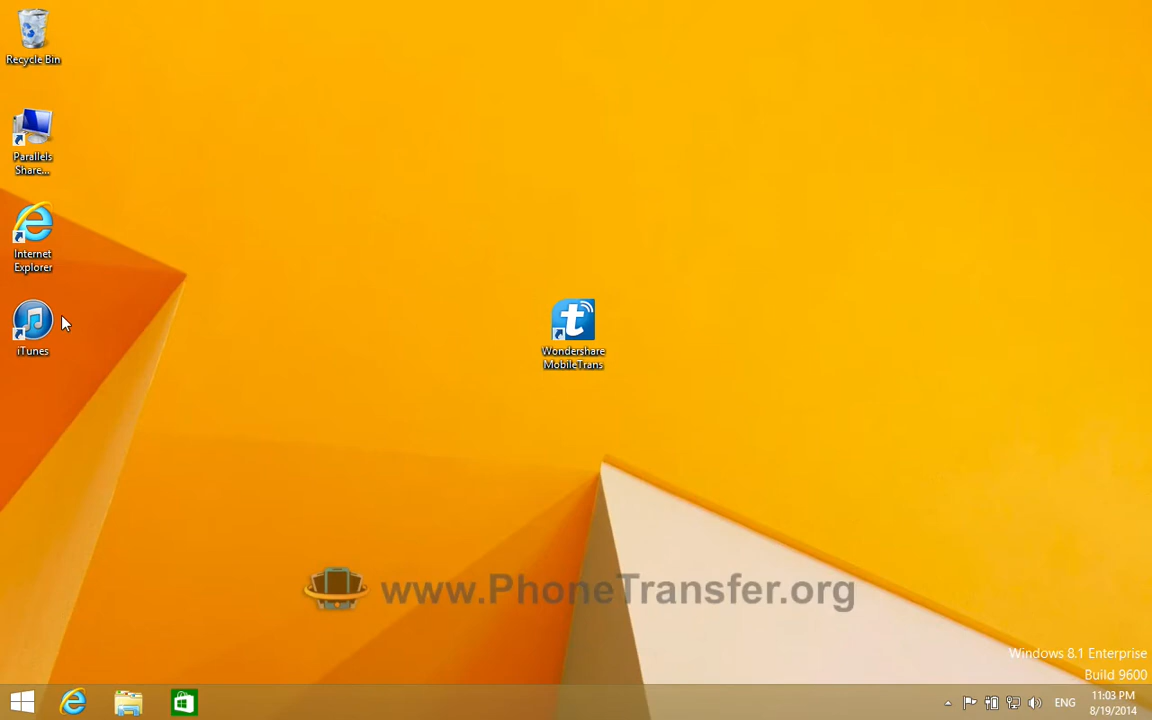 Recycle Bin
Parallels
Share...
Internet
Explorer
iTunes
t
Wondershare
MobileTrans
www.PhoneTransfer.org
Windows 8.1 Enterprise
Build 9600
ENG
11:03 PM
8/19/2014